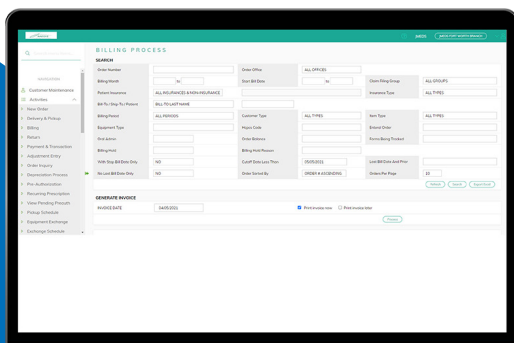 BILLING PROCESS
SEARCH
Order Number
Order Office
ALL OFFICES
Billing Month
to
Start Bill Date
to
Claim Filing Group
ALL GROUPS
Patient Insurance
ALL INSURANCES & NON-INSURANCE
Insurance Type
ALL TYPES
Bill-To / Ship-To / Patient
BILL-TO LAST NAME
Billing Period
ALL PERIODS
Customer Type
ALL TYPES
Item Type
ALL TYPES
Equipment Type
Inquiry Code
Entered Order
First Admin
Order Balance
Forms Being Tracked
Billing Hold
Billing Hold Reason
With Stop Bill Date Only
NO
Cutoff Date Less Then
05/05/2021
Last Bill Date And Prior
No Last Bill Date Only
NO
Order Sorted By
ORDER # ASCENDING
Orders Per Page
10
Refresh
Search
Export Excel
GENERATE INVOICE
INVOICE DATE
04/05/2021
Print invoice now
Print invoice later
Process
NAVIGATION
Customer Maintenance
Activities
New Order
Delivery & Pickup
Billing
Return
Payment & Transaction
Adjustment Entry
Order Inquiry
Depreciation Process
Pre-Authorization
Recurring Prescription
View Pending Preauth
Pickup Schedule
Equipment Exchange
Exchange Schedule